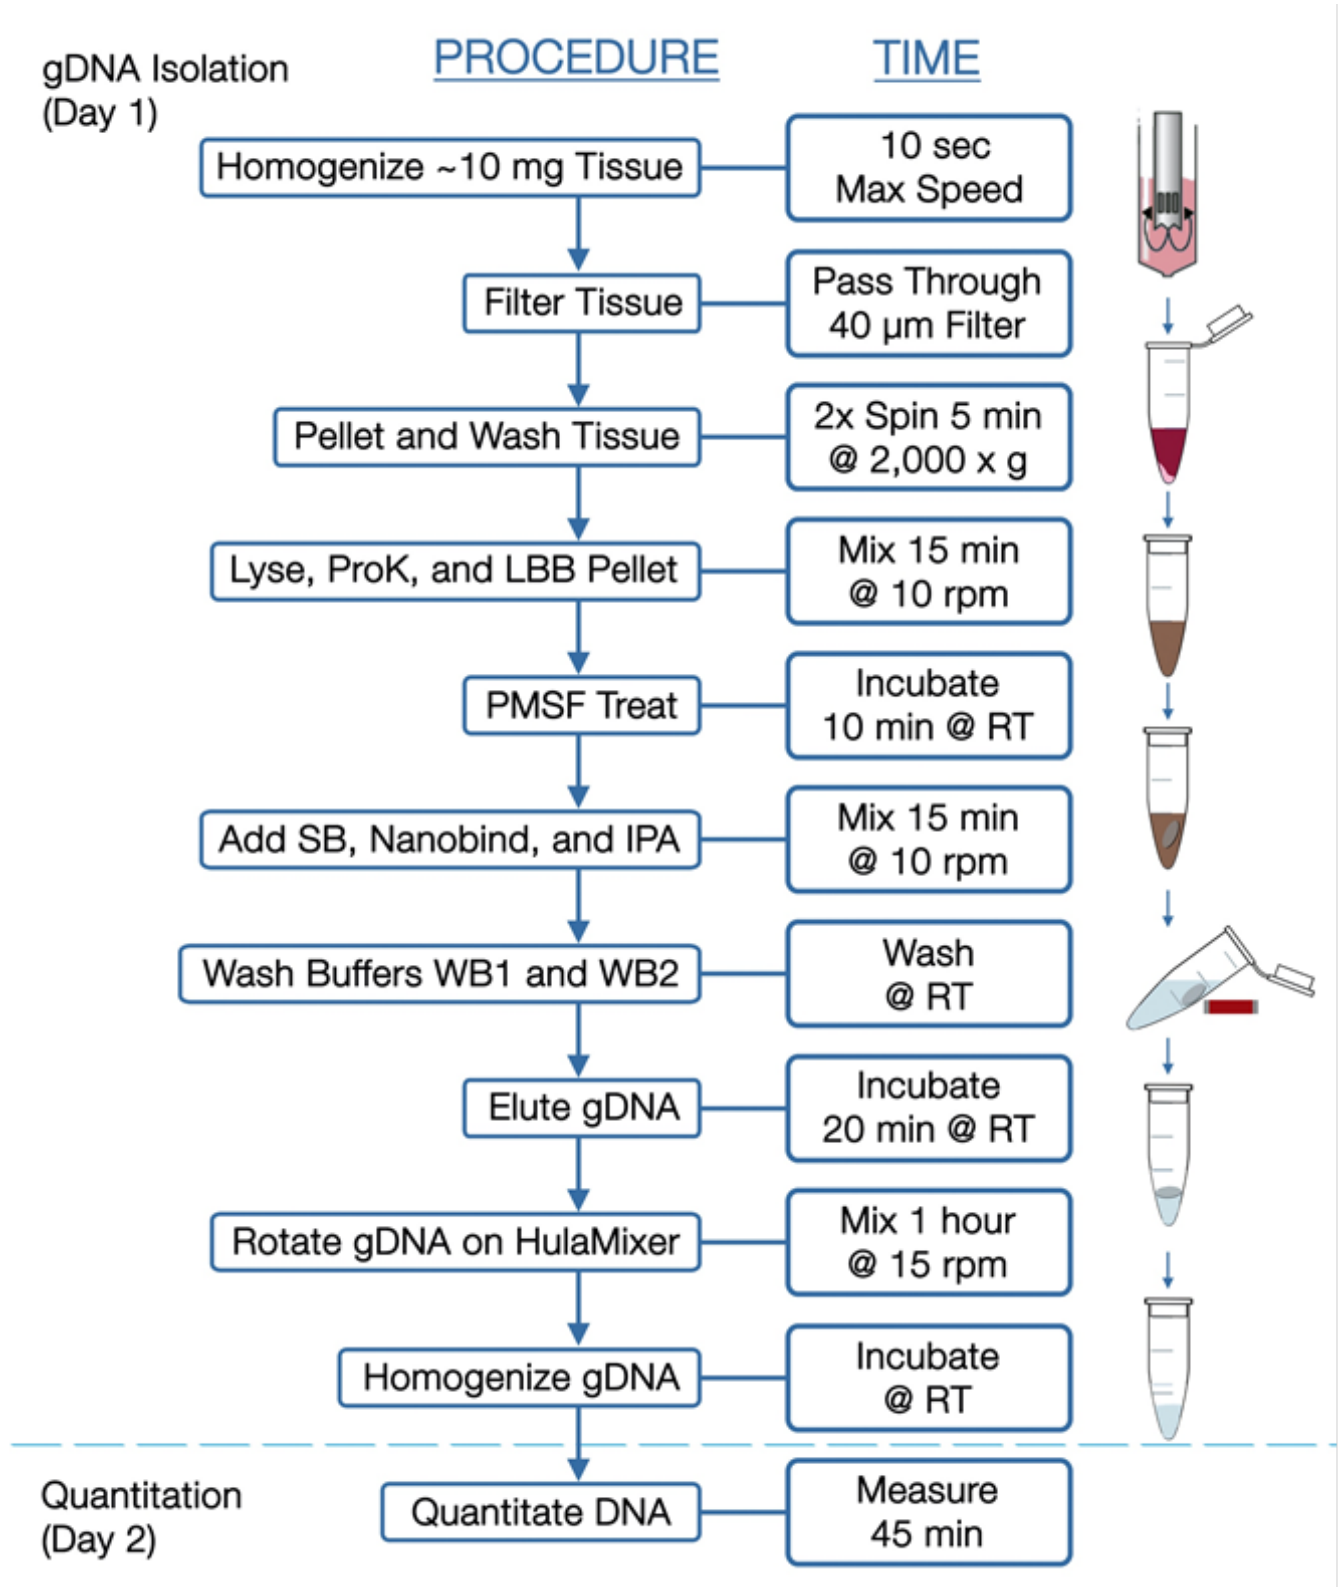 gDNA Isolation
(Day 1)
PROCEDURE
TIME
Homogenize ~10 mg Tissue
10 sec
Max Speed
Filter Tissue
Pass Through
40 µm Filter
Pellet and Wash Tissue
2x Spin 5 min
@ 2,000 x g
Lyse, ProK, and LBB Pellet
Mix 15 min
@ 10 rpm
PMSF Treat
Incubate
10 min @ RT
Add SB, Nanobind, and IPA
Mix 15 min
@ 10 rpm
Wash Buffers WB1 and WB2
Wash
@ RT
Elute gDNA
Incubate
20 min @ RT
Rotate gDNA on HulaMixer
Mix 1 hour
@ 15 rpm
Homogenize gDNA
Incubate
@ RT
Quantitation
(Day 2)
Quantitate DNA
Measure
45 min